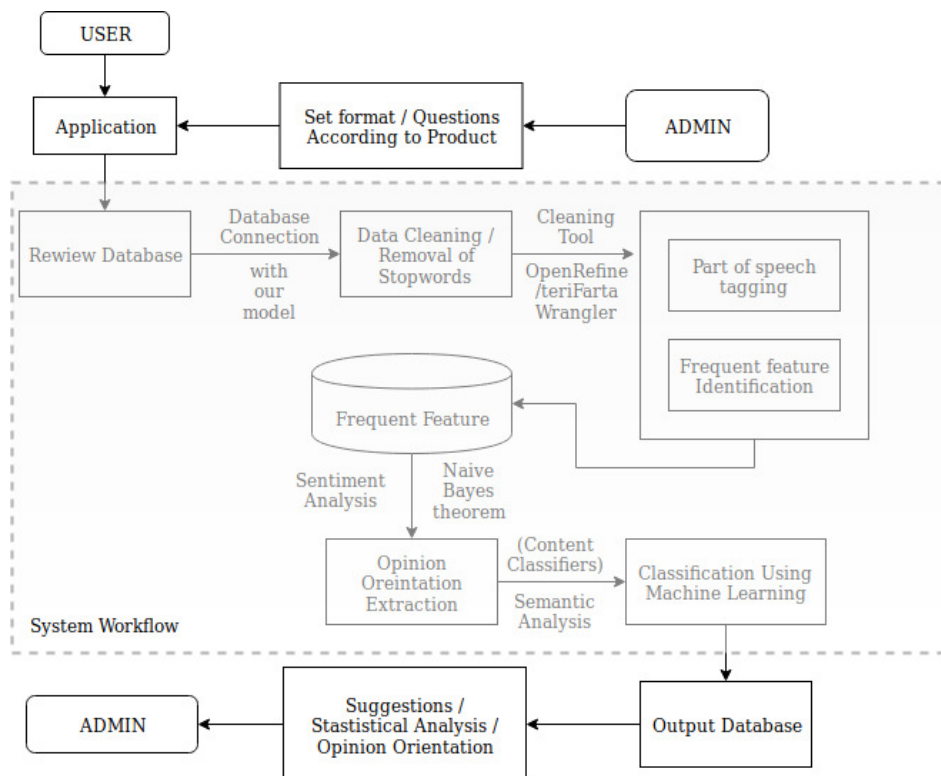 USER
Application
Set format / Questions
According to Product
ADMIN
Rewiew Database
Database
Connection
with
our
model
Data Cleaning /
Removal of
Stopwords
Cleaning
Tool
OpenRefine
/teriFarta
Wrangler
Part of speech
tagging
Frequent feature
Identification
Frequent Feature
Sentiment
Analysis
Naive
Bayes
theorem
Opinion
Oreintation
Extraction
(Content
Classifiers)
Semantic
Analysis
Classification Using
Machine Learning
System Workflow
ADMIN
Suggestions /
Stastistical Analysis /
Opinion Orientation
Output Database